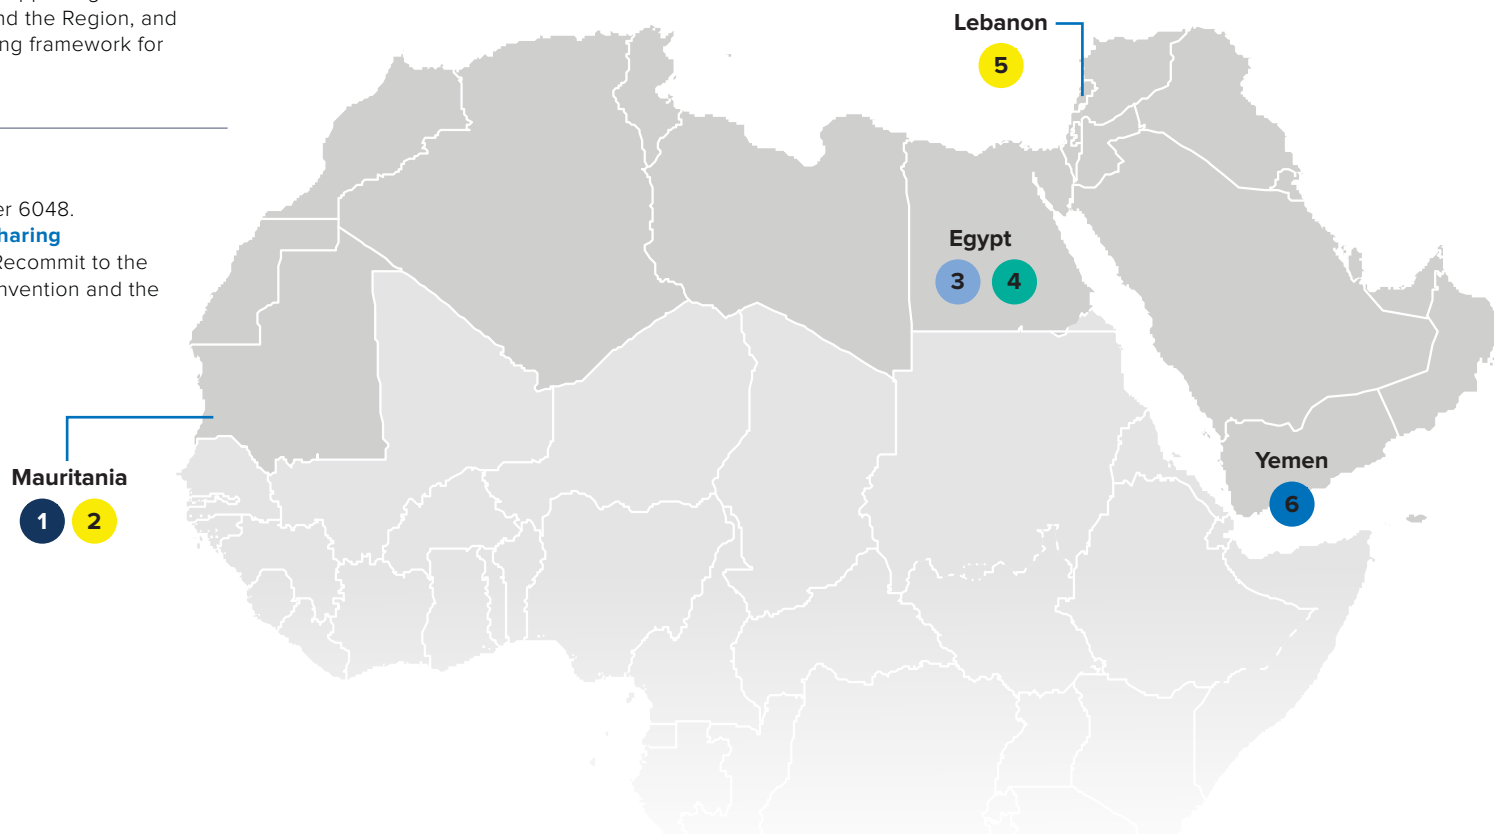 nd the Region, and
ng framework for
er 6048.
haring
Recommit to the
nvention and the
Lebanon
5
Egypt
3 4
Mauritania
1 2
Yemen
6